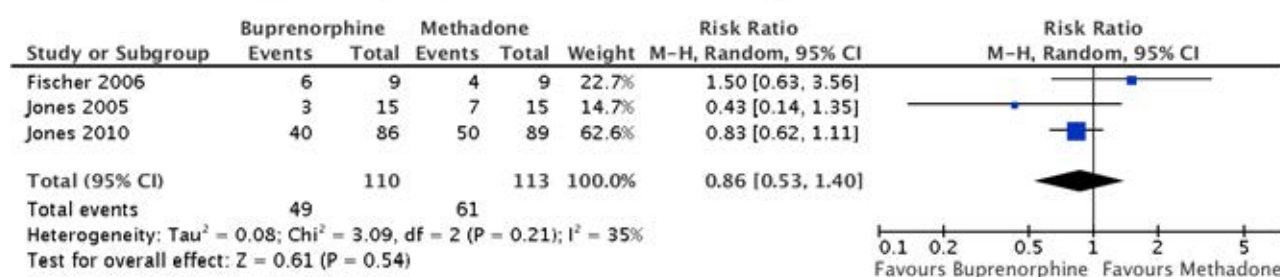 Buprenorphine Methadone Risk Ratio Risk Ratio
Study or Subgroup Events Total Events Total Weight M-H, Random, 95% CI M-H, Random, 95% CI
Fischer 2006 6 9 4 9 22.7% 1.50 [0.63, 3.56]
Jones 2005 3 15 7 15 14.7% 0.43 [0.14, 1.35]
Jones 2010 40 86 50 89 62.6% 0.83 [0.62, 1.11]
Total (95% CI) 110 113 100.0% 0.86 [0.53, 1.40]
Total events 49 61
Heterogeneity: Tau² = 0.08; Chi² = 3.09, df = 2 (P = 0.21); I² = 35%
Test for overall effect: Z = 0.61 (P = 0.54)
0.1 0.2 0.5 1 2 5
Favours Buprenorphine Favours Methadone